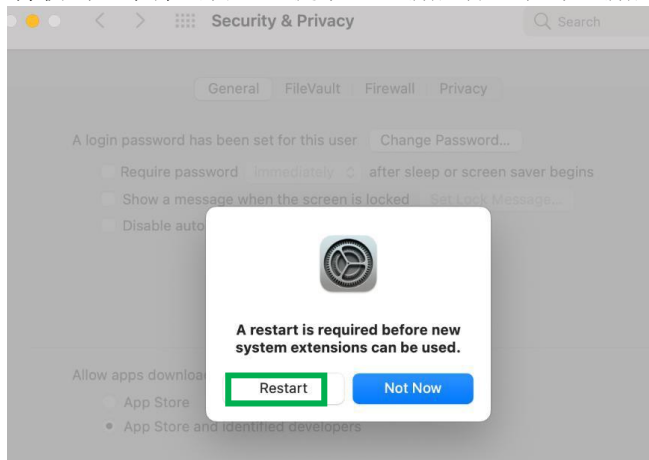 Security & Privacy
Search
General FileVault Firewall Privacy
A login password has been set for this user Change Password...
Require password immediately after sleep or screen saver begins
Show a message when the screen is locked Set Lock Message...
Disable auto
A restart is required before new
system extensions can be used.
Restart Not Now
Allow apps downloa
App Store
App Store and identified developers